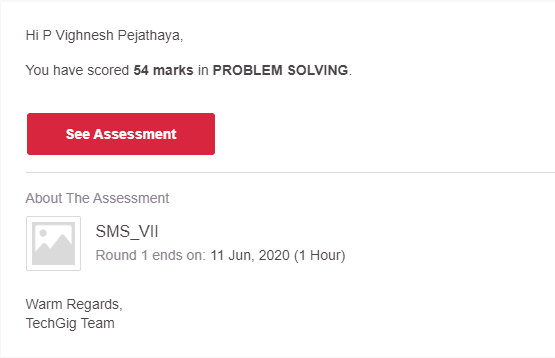 Hi P Vighnesh Pejathaya,
You have scored 54 marks in PROBLEM SOLVING.
See Assessment
About The Assessment
SMS_VII
Round 1 ends on: 11 Jun, 2020 (1 Hour)
Warm Regards,
TechGig Team